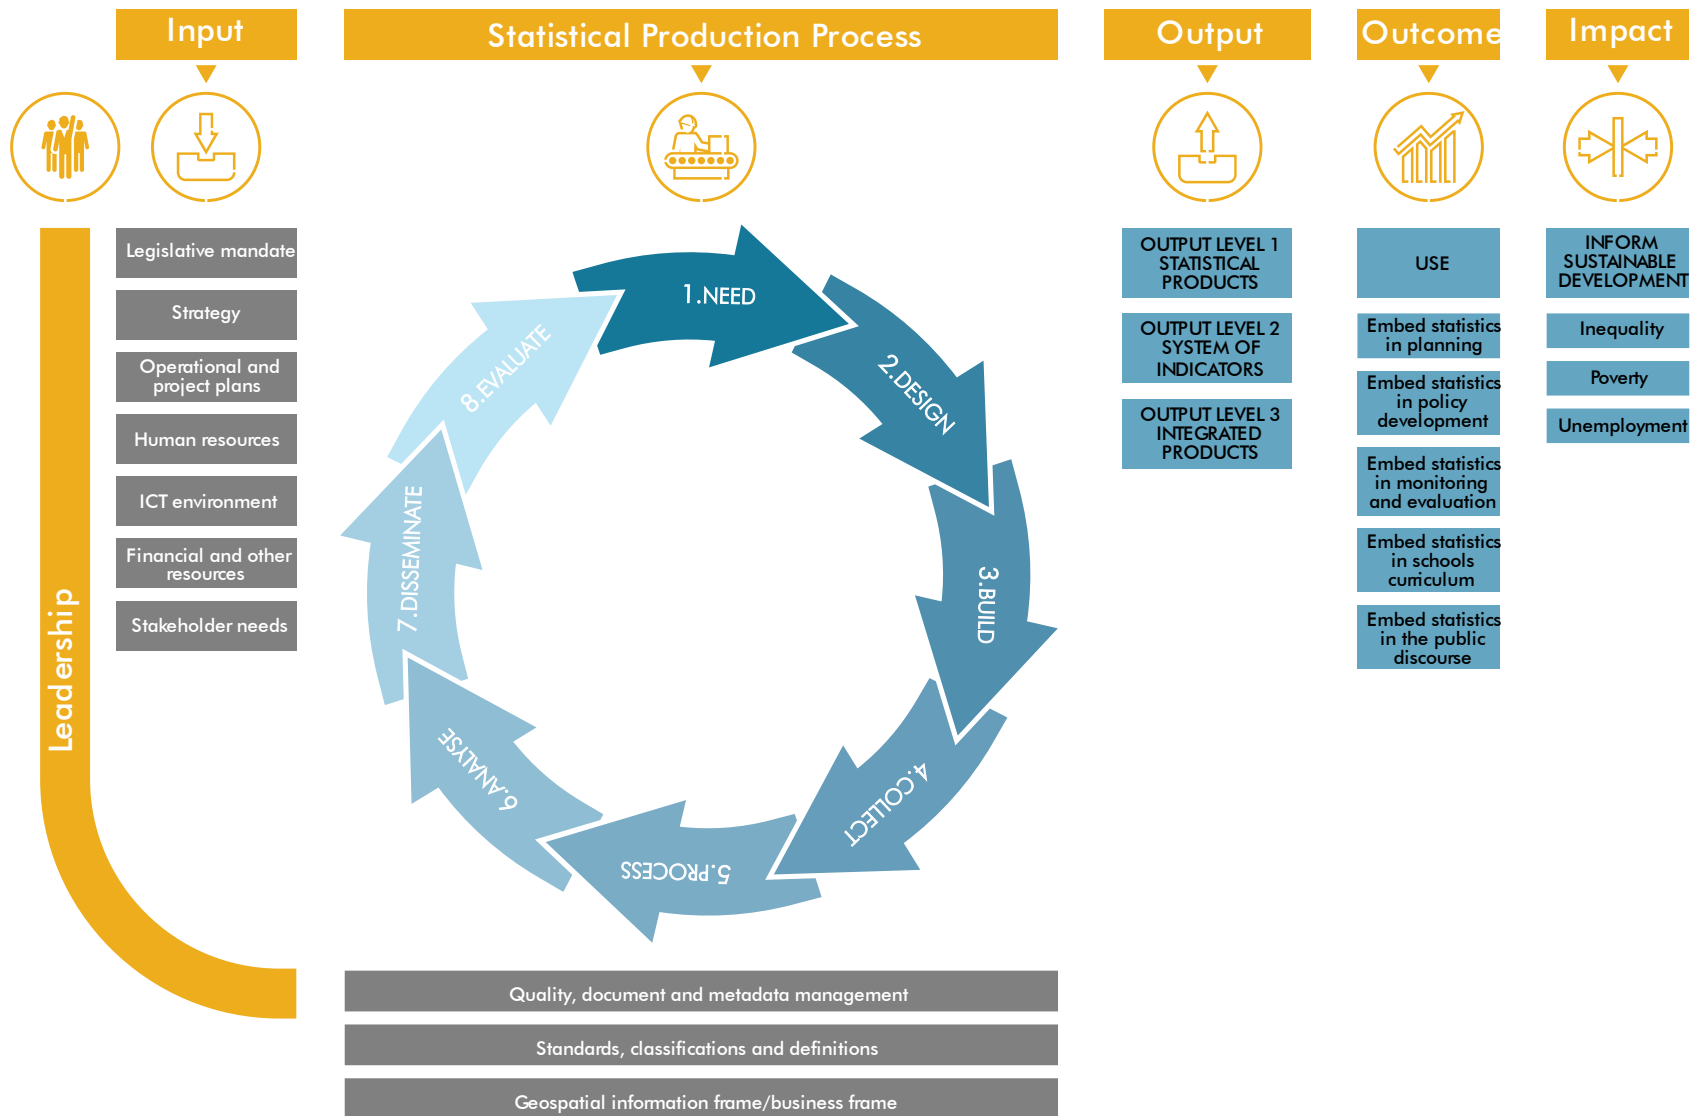 Input
Statistical Production Process
Output
Outcome
Impact
Leadership
Legislative mandate
Strategy
Operational and
project plans
Human resources
ICT environment
Financial and other
resources
Stakeholder needs
1.NEED
2.DESIGN
3.BUILD
4.COLLECT
5.PROCESS
6.ANALYSE
7.DISSEMINATE
8.EVALUATE
Quality, document and metadata management
Standards, classifications and definitions
Geospatial information frame/business frame
OUTPUT LEVEL 1
STATISTICAL
PRODUCTS
OUTPUT LEVEL 2
SYSTEM OF
INDICATORS
OUTPUT LEVEL 3
INTEGRATED
PRODUCTS
USE
Embed statistics
in planning
Embed statistics
in policy
development
Embed statistics
in monitoring
and evaluation
Embed statistics
in schools
curriculum
Embed statistics
in the public
discourse
INFORM
SUSTAINABLE
DEVELOPMENT
Inequality
Poverty
Unemployment